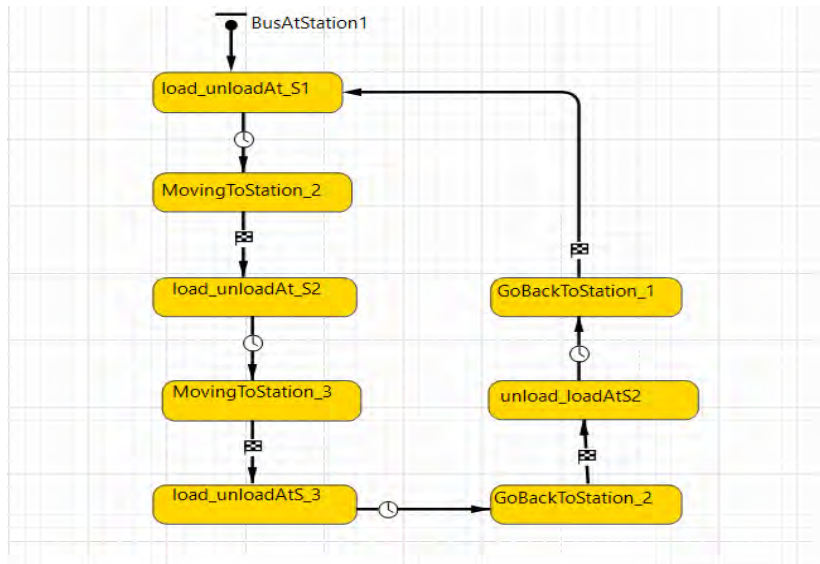 BusAtStation1
load_unloadAt_S1
MovingToStation_2
load_unloadAt_S2
GoBackToStation_1
MovingToStation_3
unload_loadAtS2
load_unloadAtS_3
GoBackToStation_2